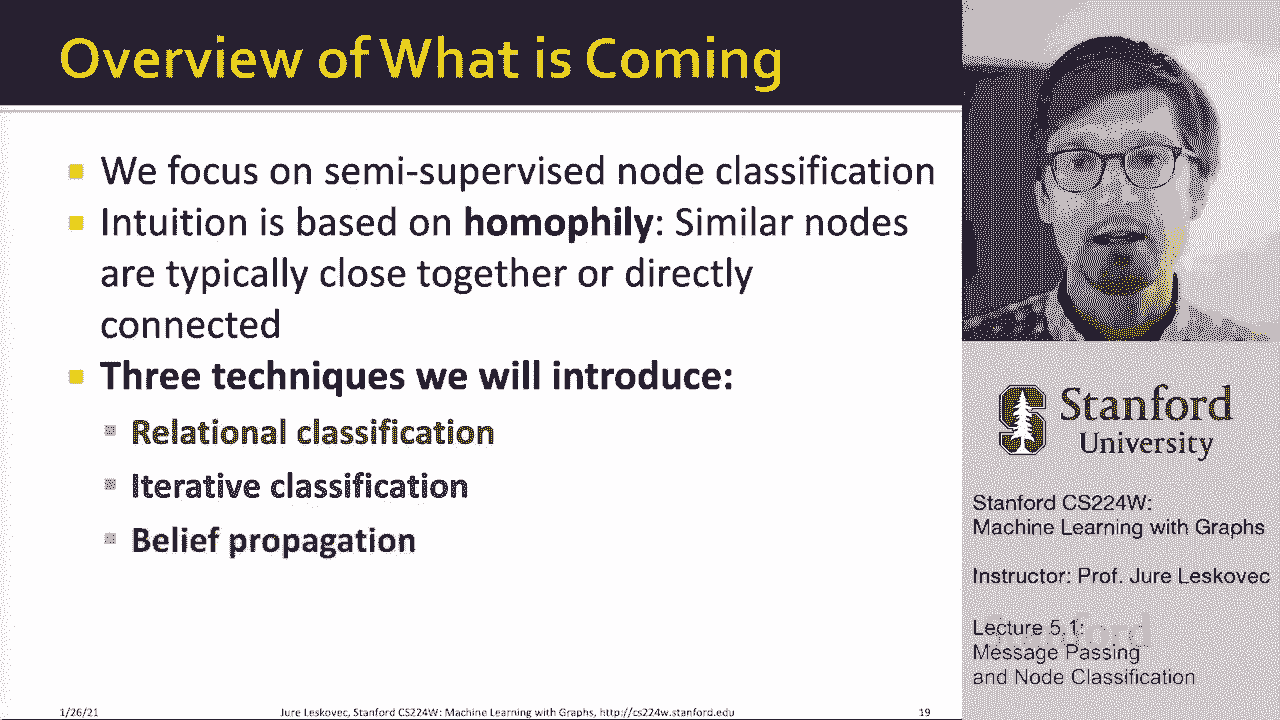 Overview of What is Coming
We focus on semi-supervised node classification
Intuition is based on homophily: Similar nodes
are typically close together or directly
connected
Three techniques we will introduce:
Relational classification
Iterative classification
Belief propagation
1/26/21
Jure Leskovec, Stanford CS224W: Machine Learning with Graphs, http://cs224w.stanford.edu
19
Stanford
University
Stanford CS224W:
Machine Learning with Graphs
Instructor: Prof. Jure Leskovec
Lecture 5.1:
Message Passing
and Node Classification